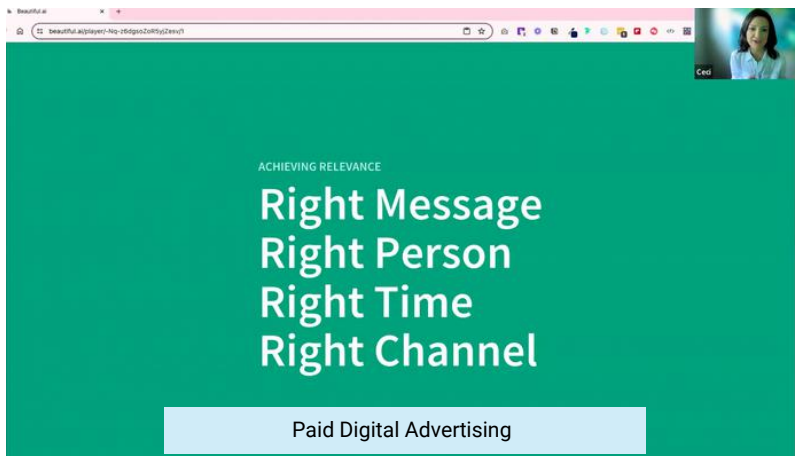 Beautiful.ai
beautiful.ai/player/-Nq-z6dgsoZoR5yjZesv/1
Ceci
ACHIEVING RELEVANCE
Right Message
Right Person
Right Time
Right Channel
Paid Digital Advertising